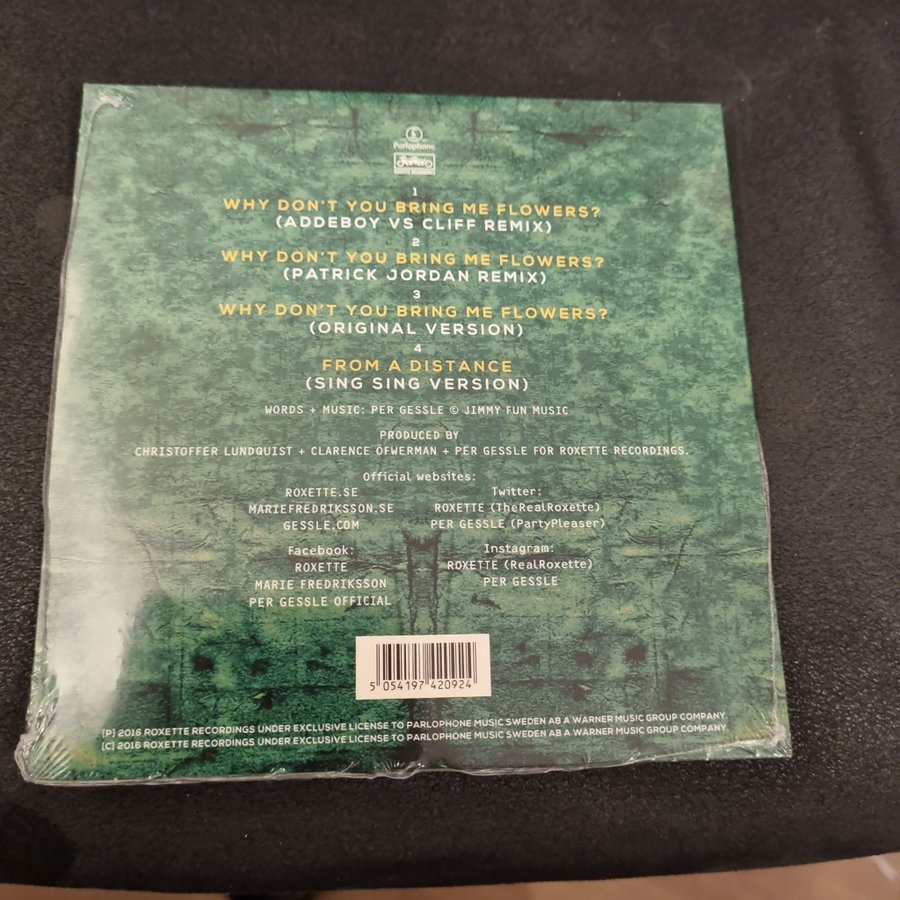 Parlophone
1
WHY DON'T YOU BRING ME FLOWERS?
(ADDEBOY VS CLIFF REMIX)
2
WHY DON'T YOU BRING ME FLOWERS?
(PATRICK JORDAN REMIX)
3
WHY DON'T YOU BRING ME FLOWERS?
(ORIGINAL VERSION)
4
FROM A DISTANCE
(SING SING VERSION)
WORDS + MUSIC: PER GESSLE © JIMMY FUN MUSIC
PRODUCED BY
CHRISTOFFER LUNDQUIST + CLARENCE ÖFWERMAN + PER GESSLE FOR ROXETTE RECORDINGS.
Official websites:
ROXETTE.SE
MARIEFREDRIKSSON.SE
GESSLE.COM
Twitter:
ROXETTE (TheRealRoxette)
PER GESSLE (PartyPleaser)
Facebook:
ROXETTE
MARIE FREDRIKSSON
PER GESSLE OFFICIAL
Instagram:
ROXETTE (RealRoxette)
PER GESSLE
5 054197 420924
[P] 2016 ROXETTE RECORDINGS UNDER EXCLUSIVE LICENSE TO PARLOPHONE MUSIC SWEDEN AB A WARNER MUSIC GROUP COMPANY.
[C] 2016 ROXETTE RECORDINGS UNDER EXCLUSIVE LICENSE TO PARLOPHONE MUSIC SWEDEN AB A WARNER MUSIC GROUP COMPANY.